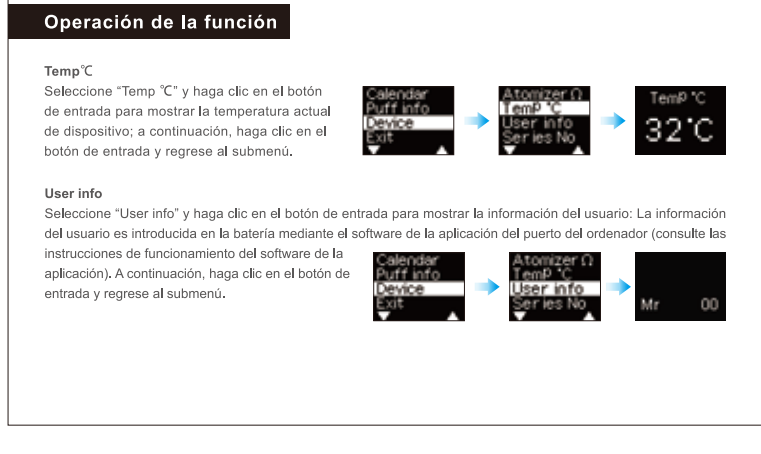 Operación de la función
Temp℃
Seleccione “Temp ℃” y haga clic en el botón
de entrada para mostrar la temperatura actual
de dispositivo; a continuación, haga clic en el
botón de entrada y regrese al submenú.
Calendar
Puff info
Device
Exit
Atomizer Ω
Temp °C
User info
Series No
Temp °C
32°C
User info
Seleccione “User info” y haga clic en el botón de entrada para mostrar la información del usuario: La información
del usuario es introducida en la batería mediante el software de la aplicación del puerto del ordenador (consulte las
instrucciones de funcionamiento del software de la
aplicación). A continuación, haga clic en el botón de
entrada y regrese al submenú.
Calendar
Puff info
Device
Exit
Atomizer Ω
Temp °C
User info
Series No
Mr 00